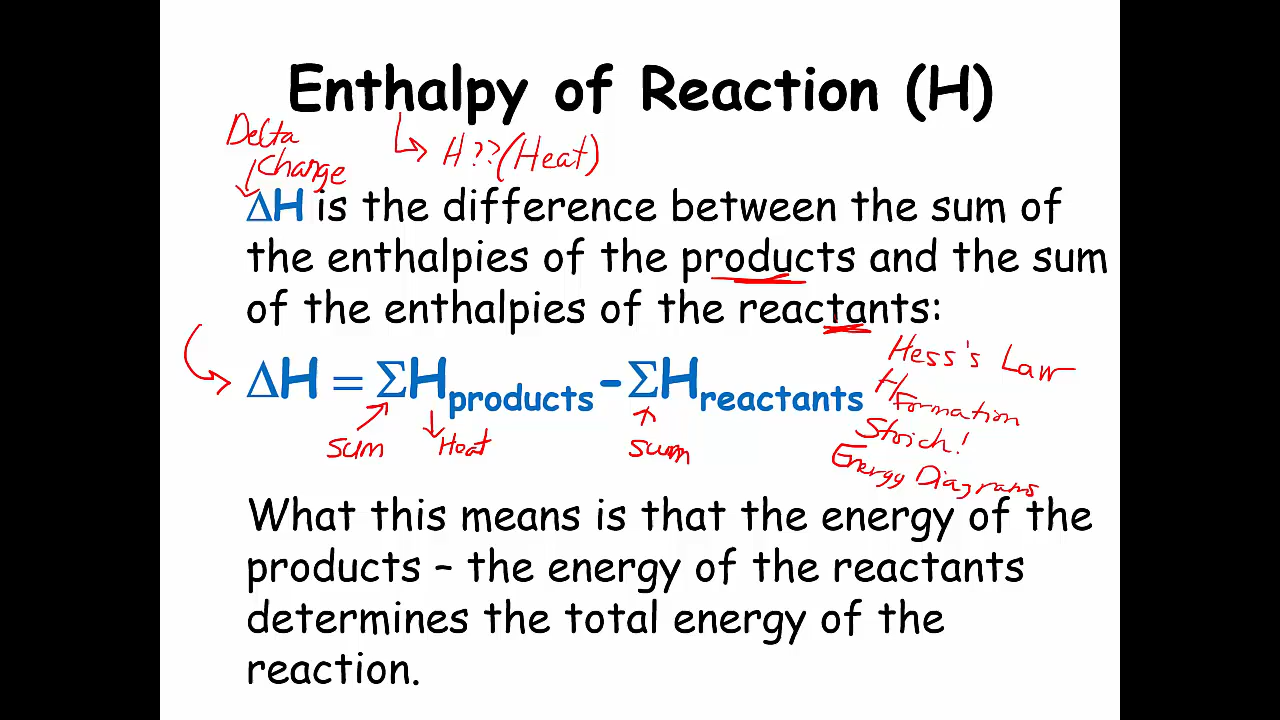 Enthalpy of Reaction (H)
Delta
Change
H??(Heat)
ΔH is the difference between the sum of
the enthalpies of the products and the sum
of the enthalpies of the reactants:
ΔH = ΣHproducts - ΣHreactants
sum
Heat
sum
Hess's Law
HFormation
Stoich!
Energy Diagrams
What this means is that the energy of the
products – the energy of the reactants
determines the total energy of the
reaction.